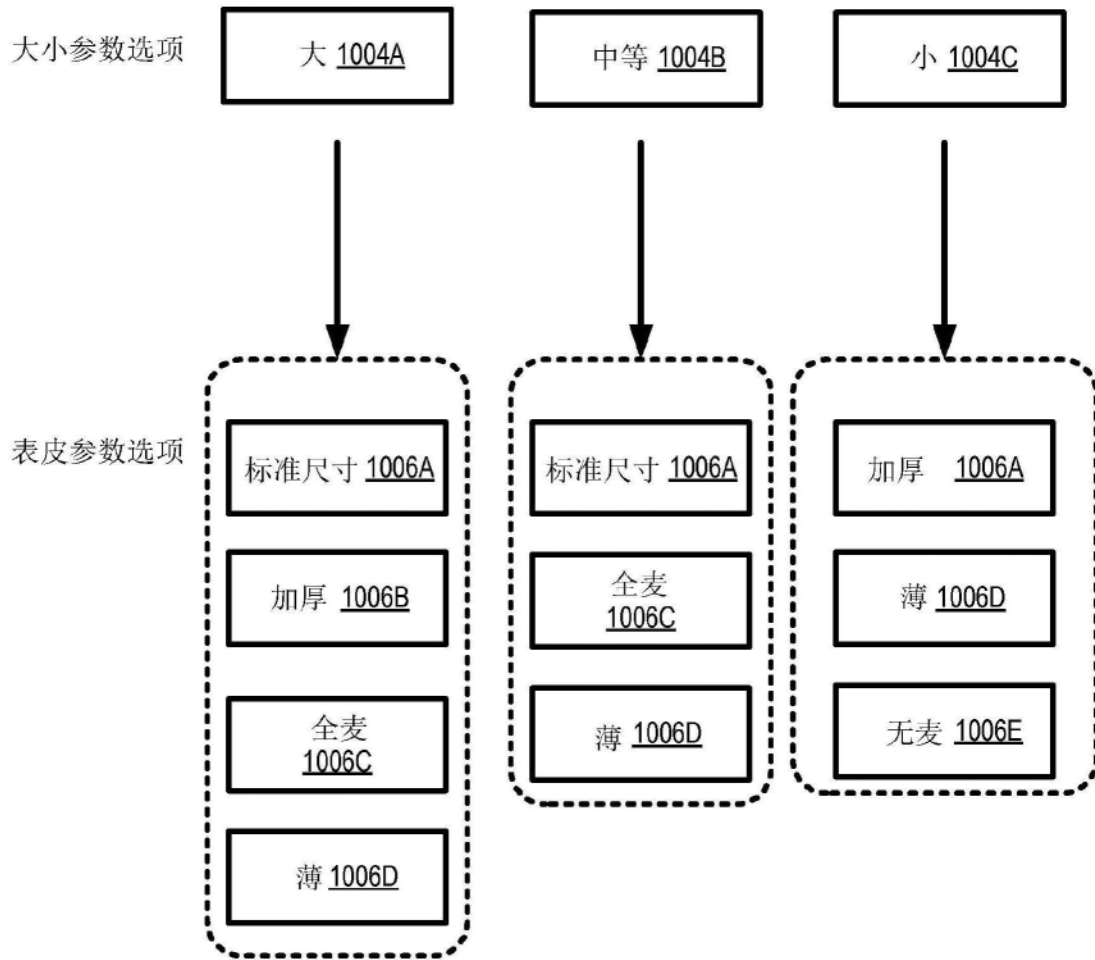 大小参数选项
大 1004A
中等 1004B
小 1004C
表皮参数选项
标准尺寸 1006A
加厚 1006B
全麦
1006C
薄 1006D
标准尺寸 1006A
全麦
1006C
薄 1006D
加厚 1006A
薄 1006D
无麦 1006E